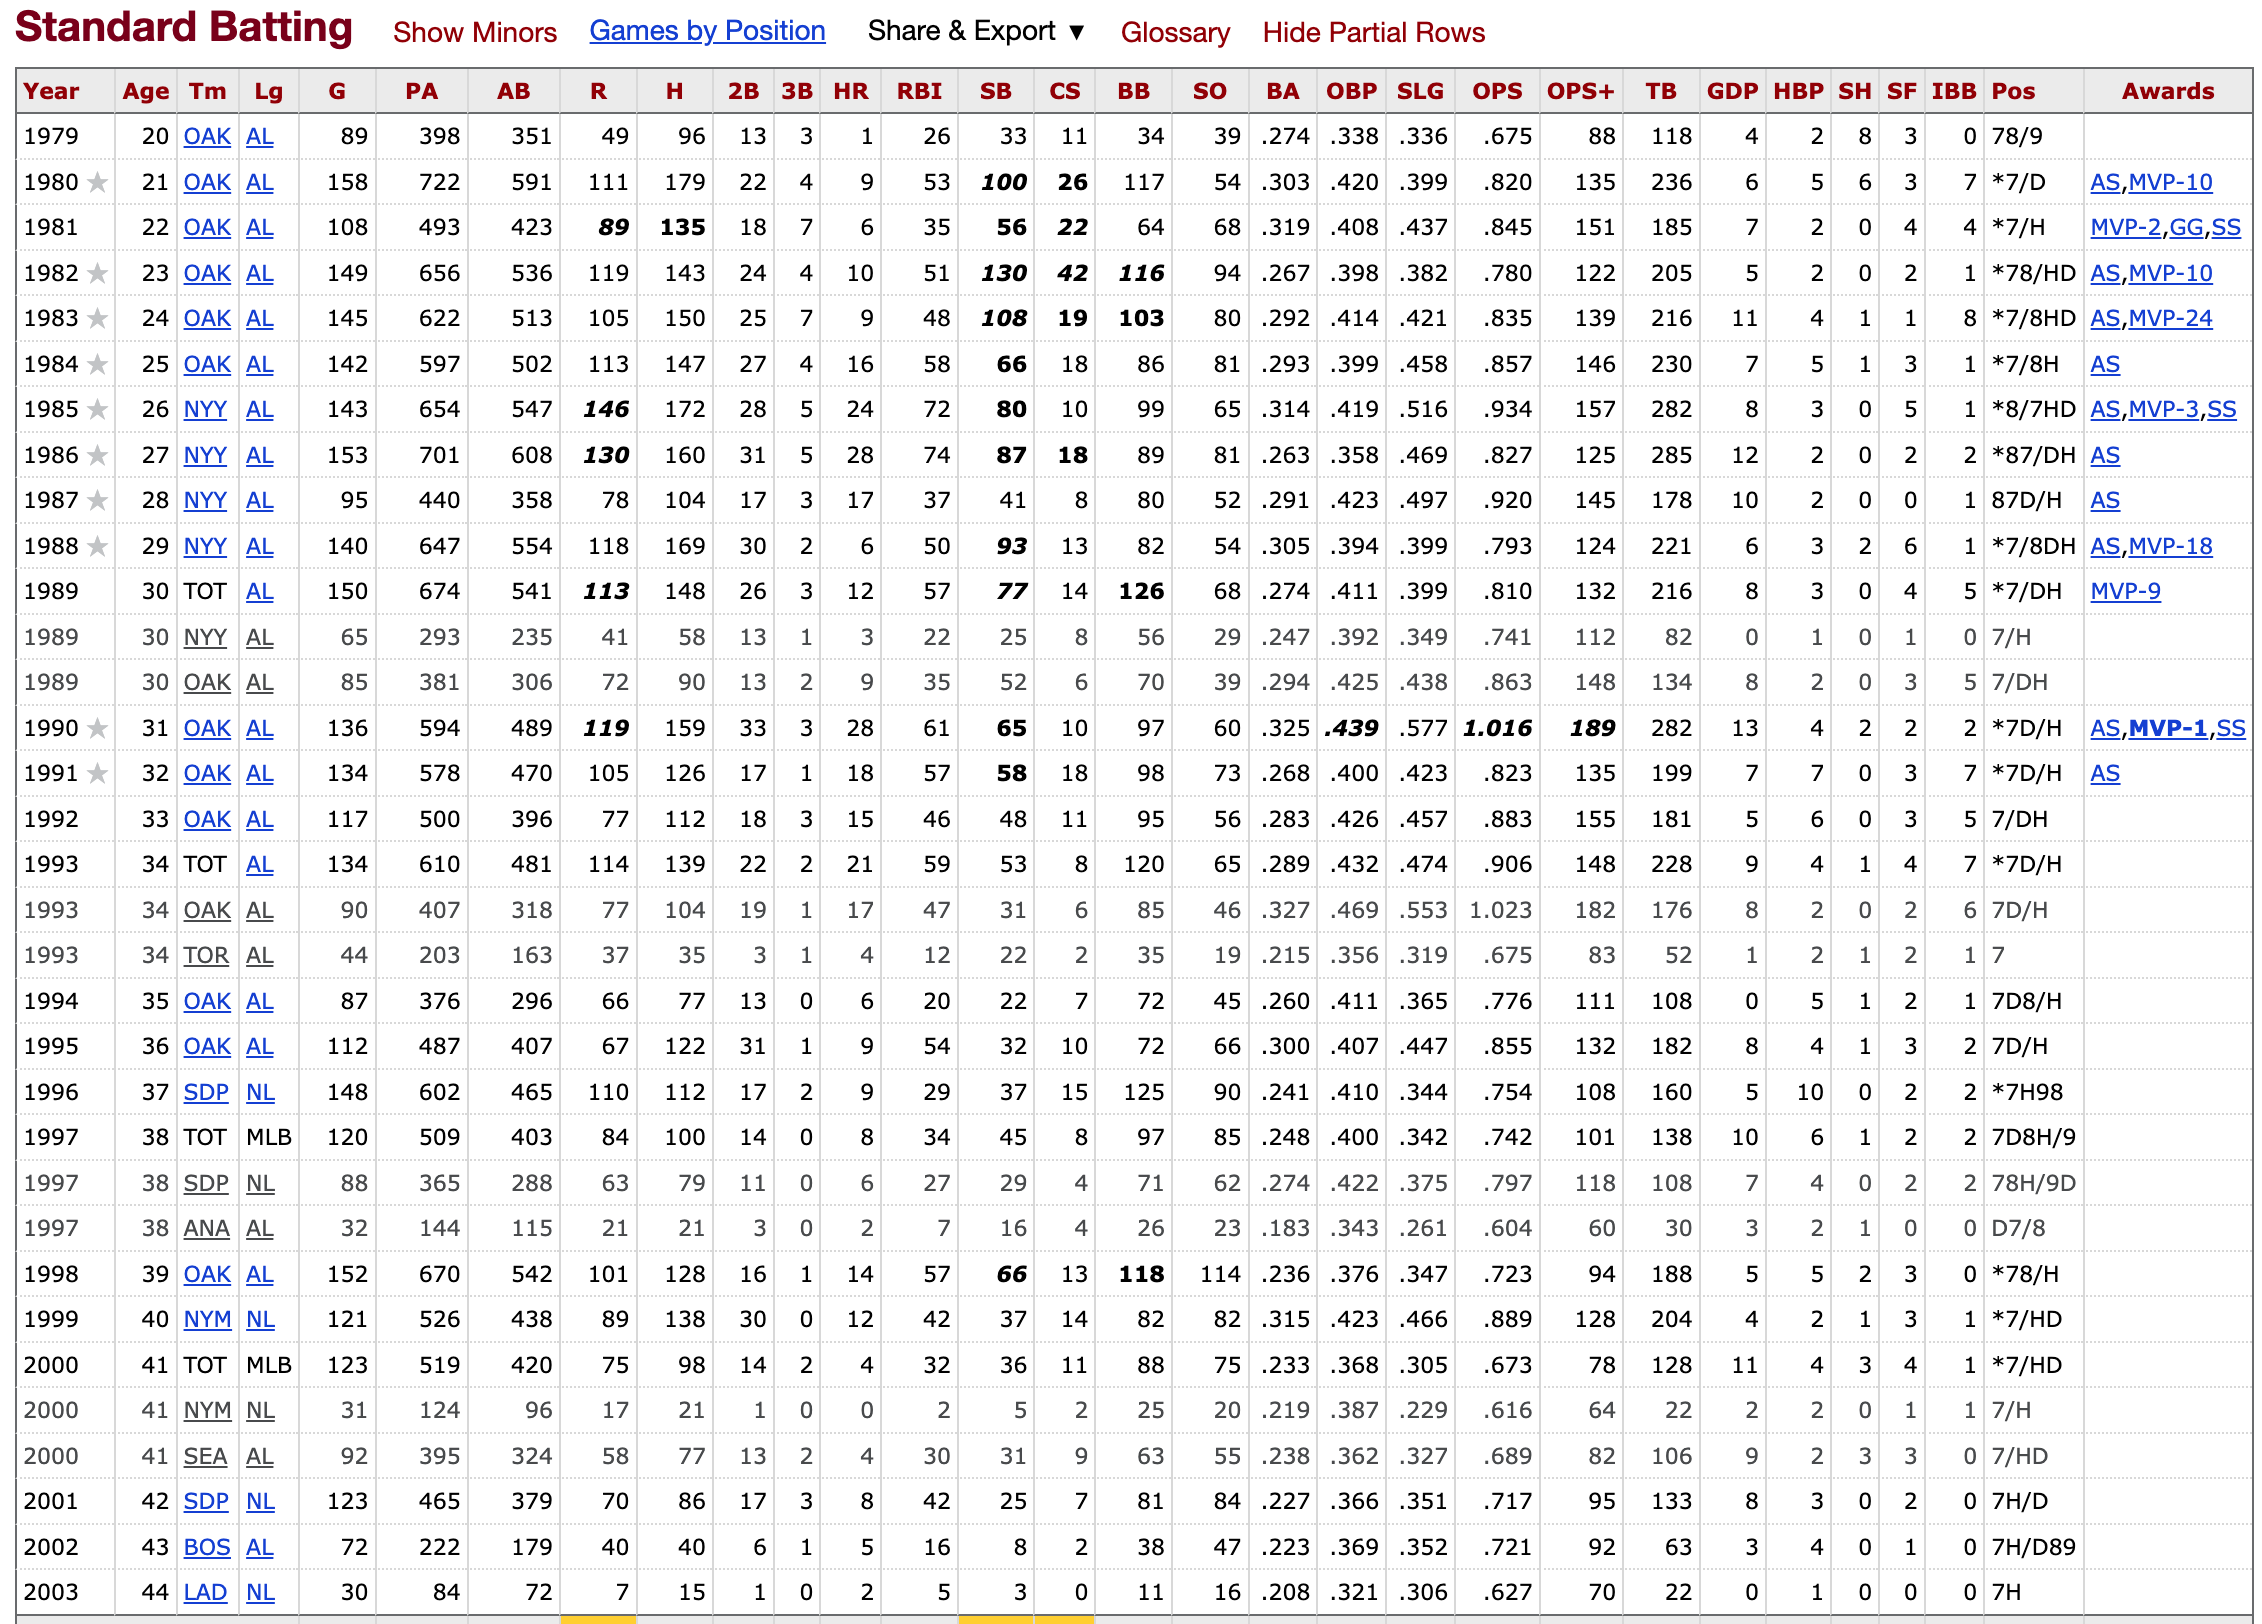 Standard Batting Show Minors Games by Position Share & Export ▼ Glossary Hide Partial Rows
Year Age Tm Lg G PA AB R H 2B 3B HR RBI SB CS BB SO BA OBP SLG OPS OPS+ TB GDP HBP SH SF IBB Pos Awards
1979 20 OAK AL 89 398 351 49 96 13 3 1 26 33 11 34 39 .274 .338 .336 .675 88 118 4 2 8 3 0 78/9
1980 ★ 21 OAK AL 158 722 591 111 179 22 4 9 53 100 26 117 54 .303 .420 .399 .820 135 236 6 5 6 3 7 *7/D AS,MVP-10
1981 22 OAK AL 108 493 423 89 135 18 7 6 35 56 22 64 68 .319 .408 .437 .845 151 185 7 2 0 4 4 *7/H MVP-2,GG,SS
1982 ★ 23 OAK AL 149 656 536 119 143 24 4 10 51 130 42 116 94 .267 .398 .382 .780 122 205 5 2 0 2 1 *78/HD AS,MVP-10
1983 ★ 24 OAK AL 145 622 513 105 150 25 7 9 48 108 19 103 80 .292 .414 .421 .835 139 216 11 4 1 1 8 *7/8HD AS,MVP-24
1984 ★ 25 OAK AL 142 597 502 113 147 27 4 16 58 66 18 86 81 .293 .399 .458 .857 146 230 7 5 1 3 1 *7/8H AS
1985 ★ 26 NYY AL 143 654 547 146 172 28 5 24 72 80 10 99 65 .314 .419 .516 .934 157 282 8 3 0 5 1 *8/7HD AS,MVP-3,SS
1986 ★ 27 NYY AL 153 701 608 130 160 31 5 28 74 87 18 89 81 .263 .358 .469 .827 125 285 12 2 0 2 2 *87/DH AS
1987 ★ 28 NYY AL 95 440 358 78 104 17 3 17 37 41 8 80 52 .291 .423 .497 .920 145 178 10 2 0 0 1 87D/H AS
1988 ★ 29 NYY AL 140 647 554 118 169 30 2 6 50 93 13 82 54 .305 .394 .399 .793 124 221 6 3 2 6 1 *7/8DH AS,MVP-18
1989 30 TOT AL 150 674 541 113 148 26 3 12 57 77 14 126 68 .274 .411 .399 .810 132 216 8 3 0 4 5 *7/DH MVP-9
1989 30 NYY AL 65 293 235 41 58 13 1 3 22 25 8 56 29 .247 .392 .349 .741 112 82 0 1 0 1 0 7/H
1989 30 OAK AL 85 381 306 72 90 13 2 9 35 52 6 70 39 .294 .425 .438 .863 148 134 8 2 0 3 5 7/DH
1990 ★ 31 OAK AL 136 594 489 119 159 33 3 28 61 65 10 97 60 .325 .439 .577 1.016 189 282 13 4 2 2 2 *7D/H AS,MVP-1,SS
1991 ★ 32 OAK AL 134 578 470 105 126 17 1 18 57 58 18 98 73 .268 .400 .423 .823 135 199 7 7 0 3 7 *7D/H AS
1992 33 OAK AL 117 500 396 77 112 18 3 15 46 48 11 95 56 .283 .426 .457 .883 155 181 5 6 0 3 5 7/DH
1993 34 TOT AL 134 610 481 114 139 22 2 21 59 53 8 120 65 .289 .432 .474 .906 148 228 9 4 1 4 7 *7D/H
1993 34 OAK AL 90 407 318 77 104 19 1 17 47 31 6 85 46 .327 .469 .553 1.023 182 176 8 2 0 2 6 7D/H
1993 34 TOR AL 44 203 163 37 35 3 1 4 12 22 2 35 19 .215 .356 .319 .675 83 52 1 2 1 2 1 7
1994 35 OAK AL 87 376 296 66 77 13 0 6 20 22 7 72 45 .260 .411 .365 .776 111 108 0 5 1 2 1 7D8/H
1995 36 OAK AL 112 487 407 67 122 31 1 9 54 32 10 72 66 .300 .407 .447 .855 132 182 8 4 1 3 2 7D/H
1996 37 SDP NL 148 602 465 110 112 17 2 9 29 37 15 125 90 .241 .410 .344 .754 108 160 5 10 0 2 2 *7H98
1997 38 TOT MLB 120 509 403 84 100 14 0 8 34 45 8 97 85 .248 .400 .342 .742 101 138 10 6 1 2 2 7D8H/9
1997 38 SDP NL 88 365 288 63 79 11 0 6 27 29 4 71 62 .274 .422 .375 .797 118 108 7 4 0 2 2 78H/9D
1997 38 ANA AL 32 144 115 21 21 3 0 2 7 16 4 26 23 .183 .343 .261 .604 60 30 3 2 1 0 0 D7/8
1998 39 OAK AL 152 670 542 101 128 16 1 14 57 66 13 118 114 .236 .376 .347 .723 94 188 5 5 2 3 0 *78/H
1999 40 NYM NL 121 526 438 89 138 30 0 12 42 37 14 82 82 .315 .423 .466 .889 128 204 4 2 1 3 1 *7/HD
2000 41 TOT MLB 123 519 420 75 98 14 2 4 32 36 11 88 75 .233 .368 .305 .673 78 128 11 4 3 4 1 *7/HD
2000 41 NYM NL 31 124 96 17 21 1 0 0 2 5 2 25 20 .219 .387 .229 .616 64 22 2 2 0 1 1 7/H
2000 41 SEA AL 92 395 324 58 77 13 2 4 30 31 9 63 55 .238 .362 .327 .689 82 106 9 2 3 3 0 7/HD
2001 42 SDP NL 123 465 379 70 86 17 3 8 42 25 7 81 84 .227 .366 .351 .717 95 133 8 3 0 2 0 7H/D
2002 43 BOS AL 72 222 179 40 40 6 1 5 16 8 2 38 47 .223 .369 .352 .721 92 63 3 4 0 1 0 7H/D89
2003 44 LAD NL 30 84 72 7 15 1 0 2 5 3 0 11 16 .208 .321 .306 .627 70 22 0 1 0 0 0 7H